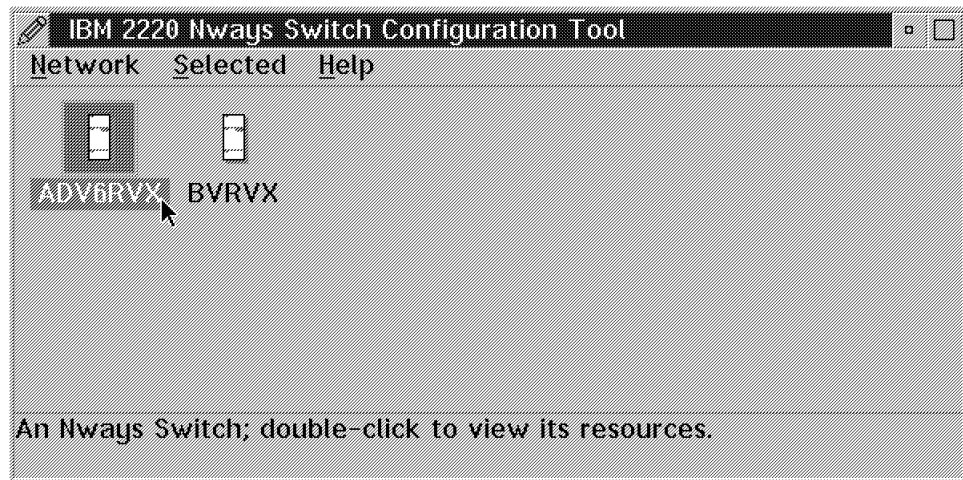 IBM 2220 Nways Switch Configuration Tool
Network Selected Help
ADV6RVX BVRVX
An Nways Switch; double-click to view its resources.